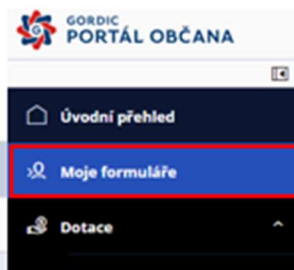 GORDIC
PORTÁL OBČANA
Úvodní přehled
Moje formuláře
Dotace